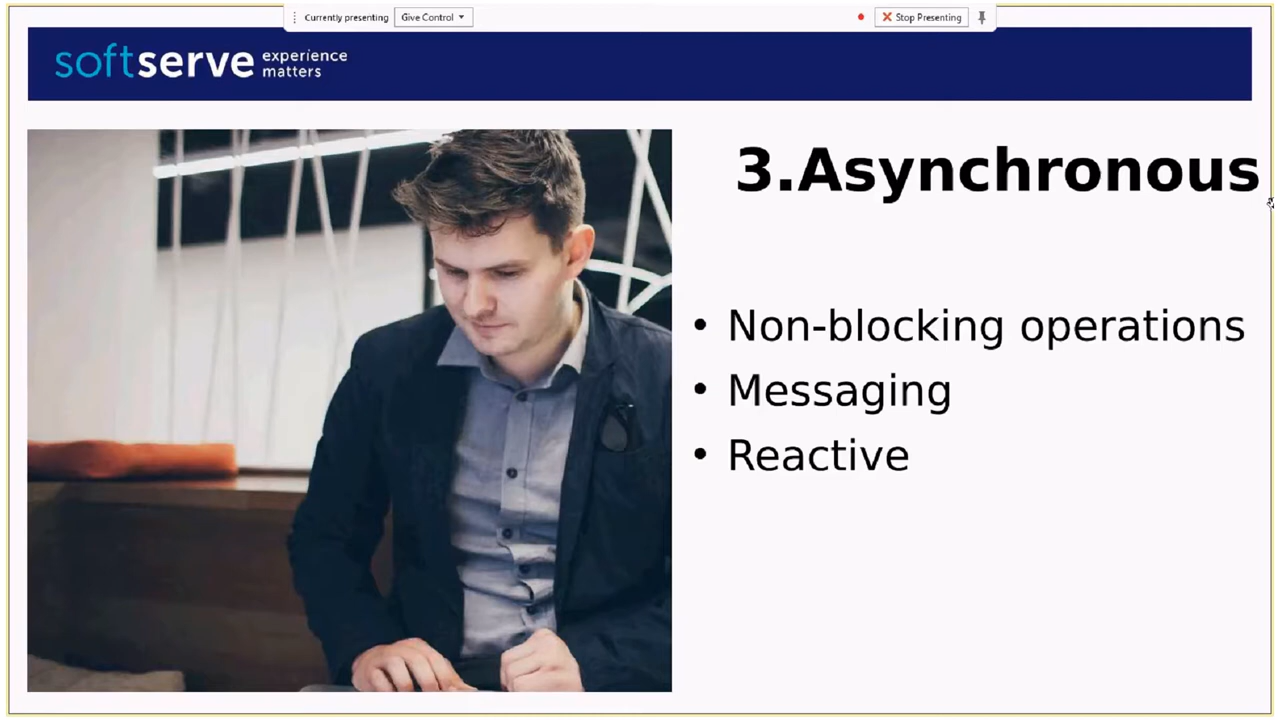 Currently presenting Give Control Stop Presenting
softserve experience matters
3.Asynchronous
• Non-blocking operations
• Messaging
• Reactive